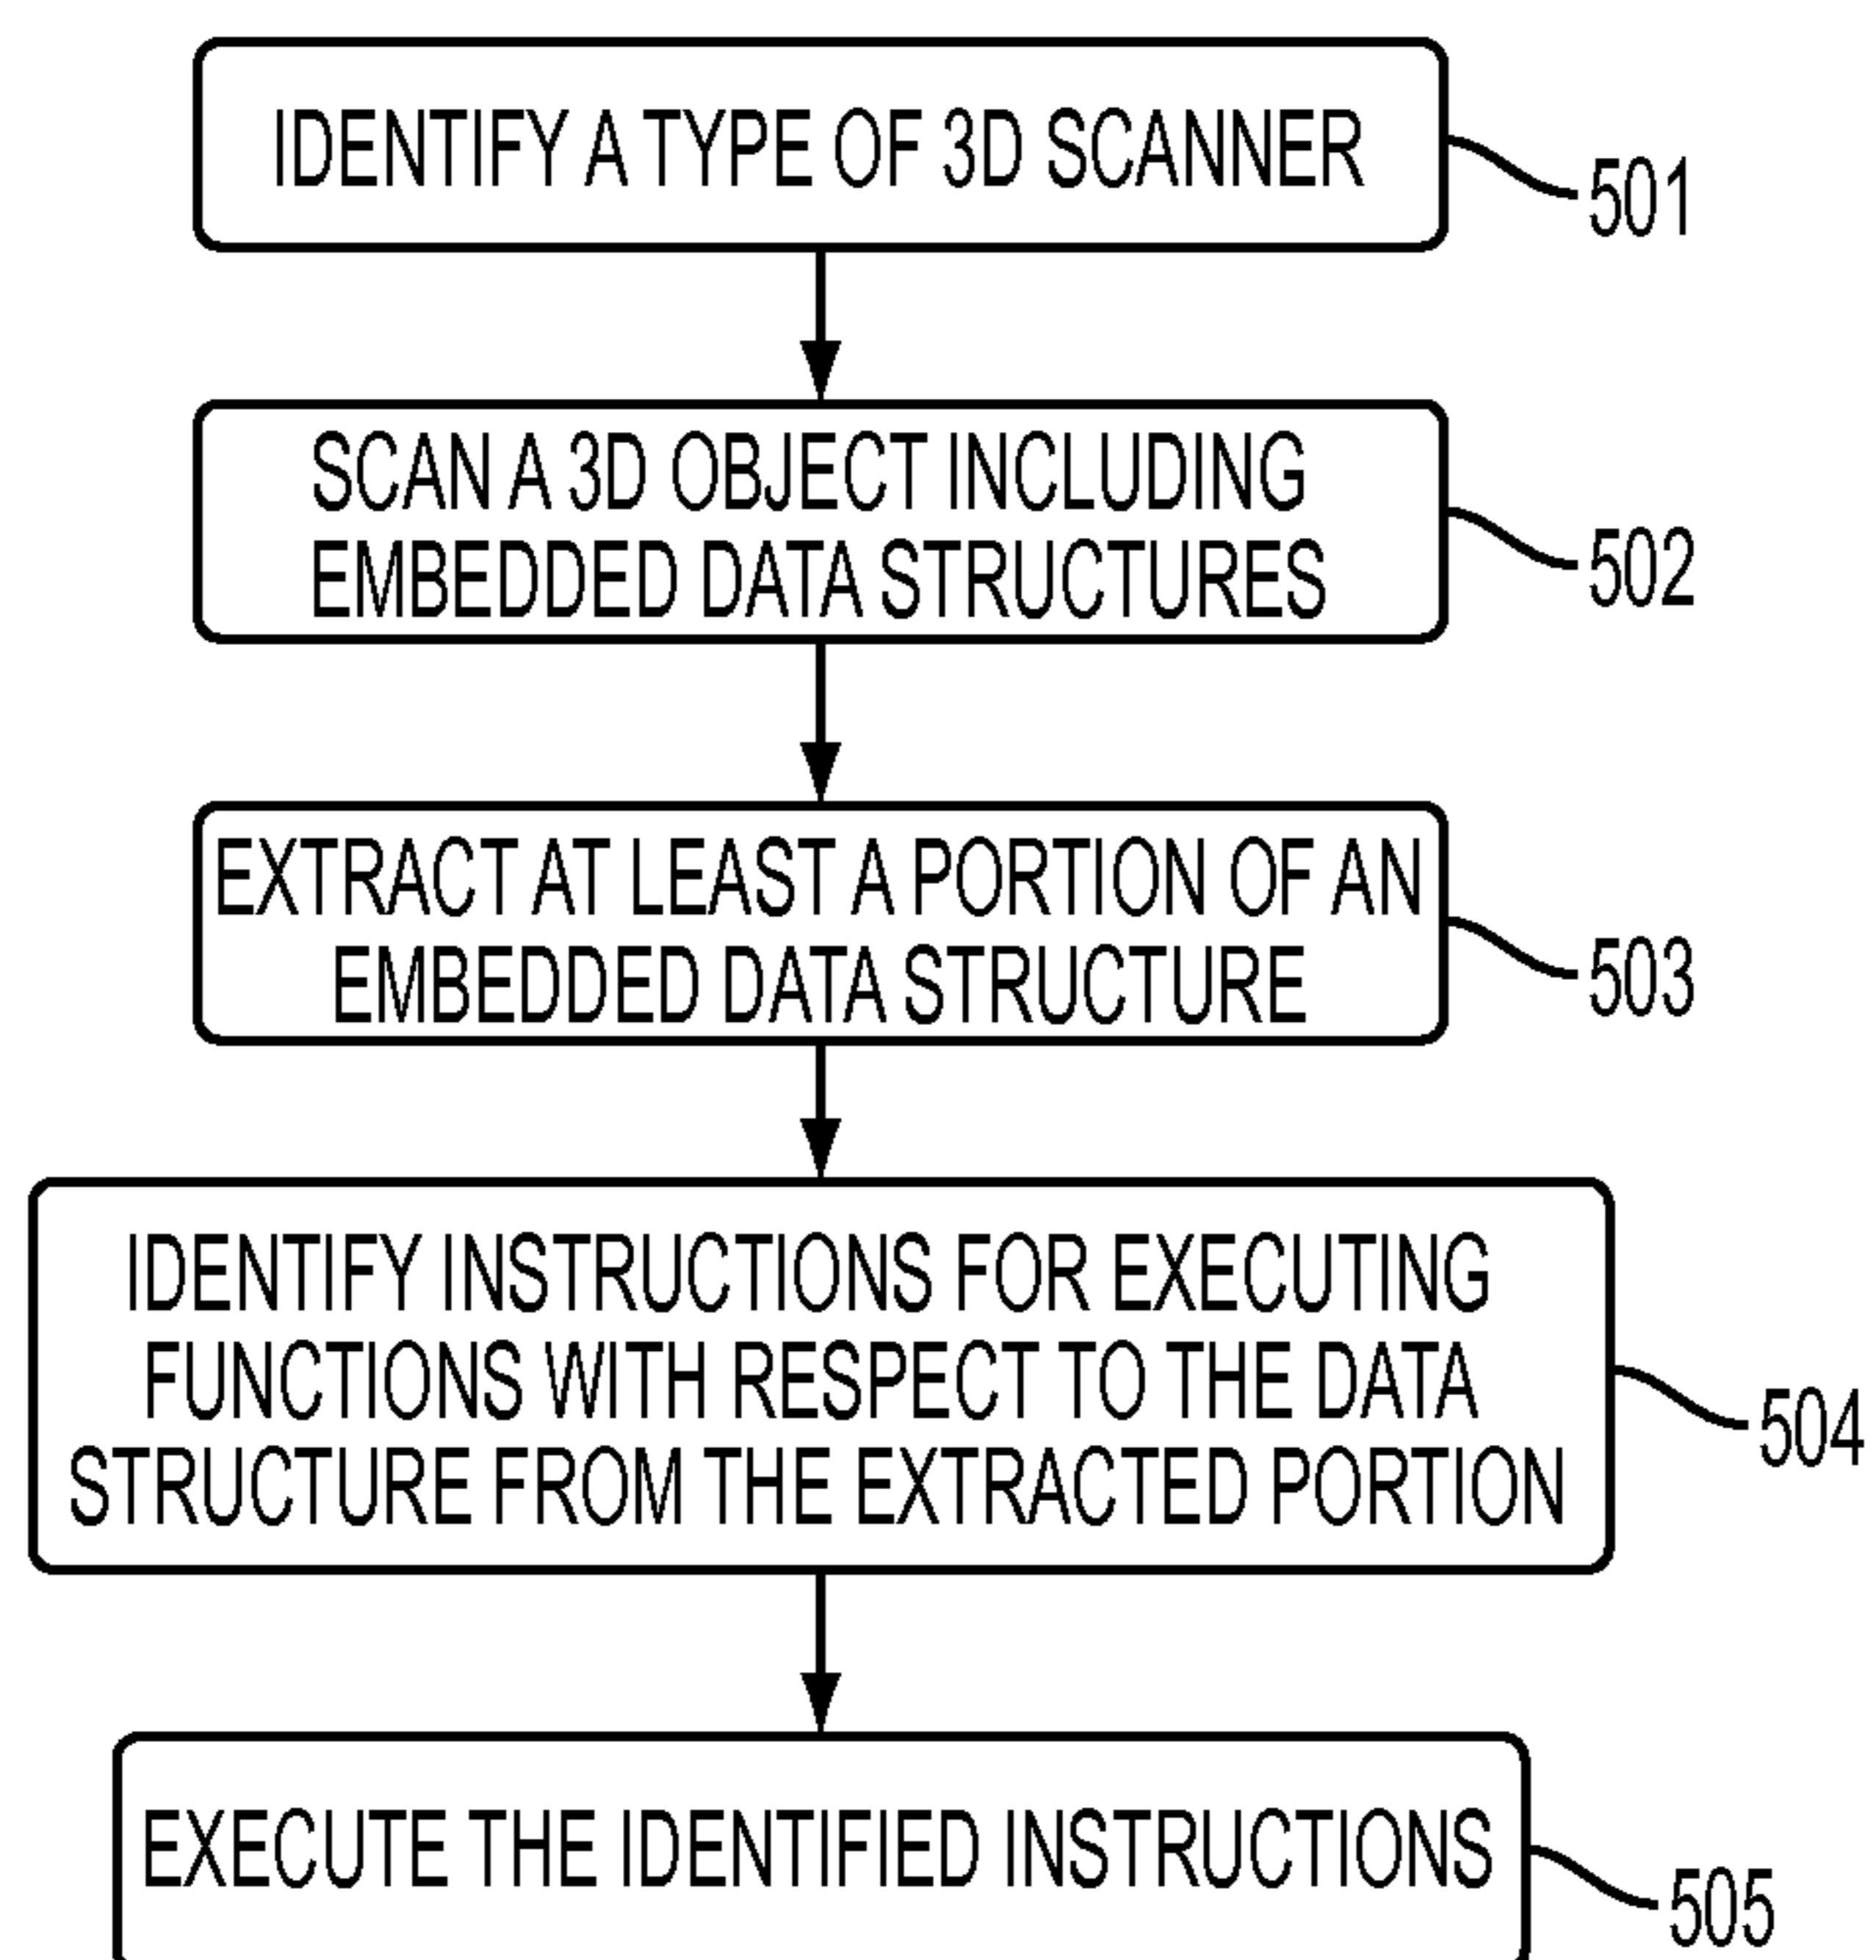 IDENTIFY A TYPE OF 3D SCANNER
501
SCAN A 3D OBJECT INCLUDING
EMBEDDED DATA STRUCTURES
502
EXTRACT AT LEAST A PORTION OF AN
EMBEDDED DATA STRUCTURE
503
IDENTIFY INSTRUCTIONS FOR EXECUTING
FUNCTIONS WITH RESPECT TO THE DATA
STRUCTURE FROM THE EXTRACTED PORTION
504
EXECUTE THE IDENTIFIED INSTRUCTIONS
505